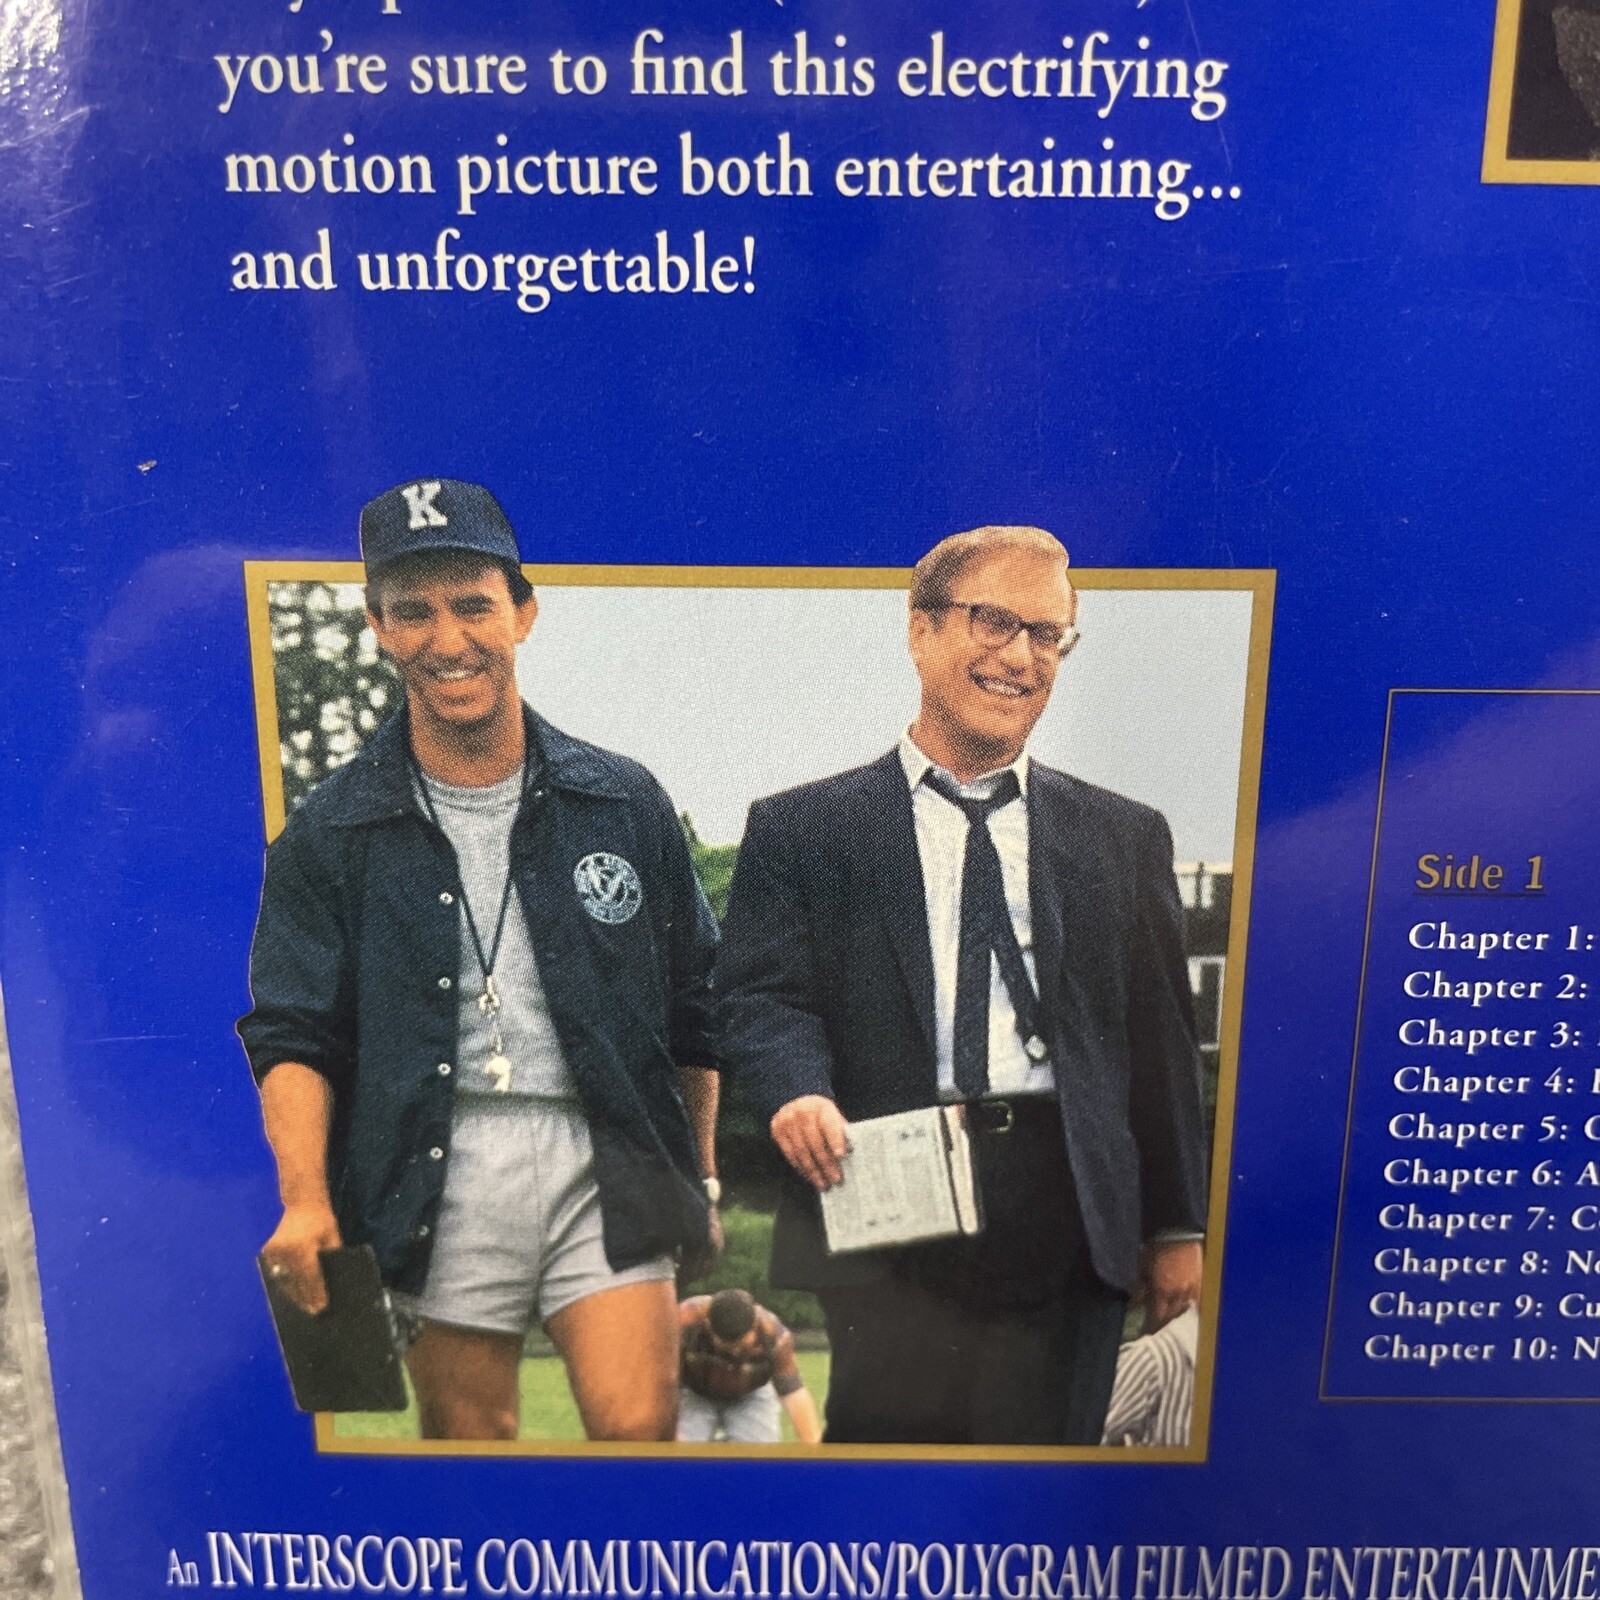 you're sure to find this electrifying
motion picture both entertaining...
and unforgettable!
K
Side 1
Chapter 1:
Chapter 2:
Chapter 3:
Chapter 4:
Chapter 5:
Chapter 6:
Chapter 7:
Chapter 8:
Chapter 9:
Chapter 10:
An INTERSCOPE COMMUNICATIONS/POLYGRAM FILMED